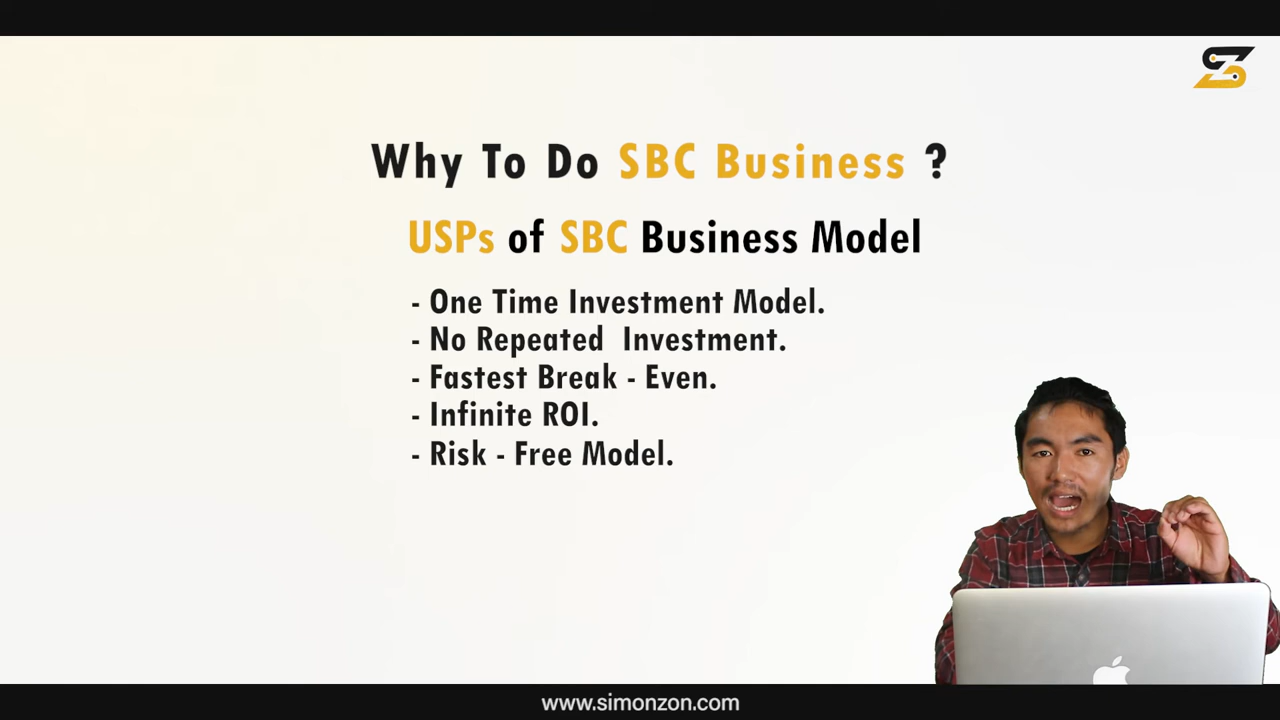 Why To Do SBC Business ?
USPs of SBC Business Model
- One Time Investment Model.
- No Repeated  Investment.
- Fastest Break - Even.
- Infinite ROI.
- Risk - Free Model.
www.simonzon.com